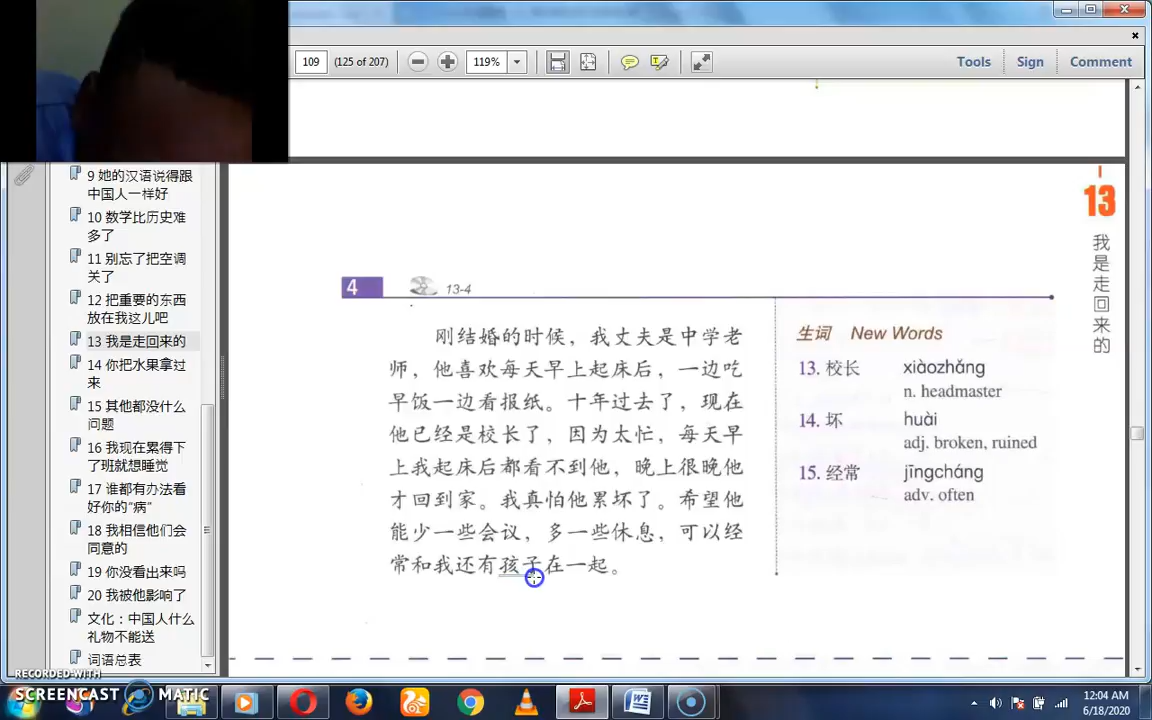 109 (125 of 207) 119% Tools Sign Comment
9 她的汉语说得跟
中国人一样好
10 数学比历史难
多了
11 别忘了把空调
关了
12 把重要的东西
放在我这儿吧
13 我是走回来的
14 你把水果拿过
来
15 其他都没什么
问题
16 我现在累得下
了班就想睡觉
17 谁都有办法看
好你的“病”
18 我相信他们会
同意的
19 你没看出来吗
20 我被他影响了
文化：中国人什么
礼物不能送
词语总表
13
我是走回来的
4 13-4
刚结婚的时候，我丈夫是中学老
师，他喜欢每天早上起床后，一边吃
早饭一边看报纸。十年过去了，现在
他已经是校长了，因为太忙，每天早
上我起床后都看不到他，晚上很晚他
才回到家。我真怕他累坏了。希望他
能少一些会议，多一些休息，可以经
常和我还有孩子在一起。
生词 New Words
13. 校长 xiàozhǎng
n. headmaster
14. 坏 huài
adj. broken, ruined
15. 经常 jīngcháng
adv. often
RECORDED WITH
SCREENCAST MATIC
12:04 AM
6/18/2020